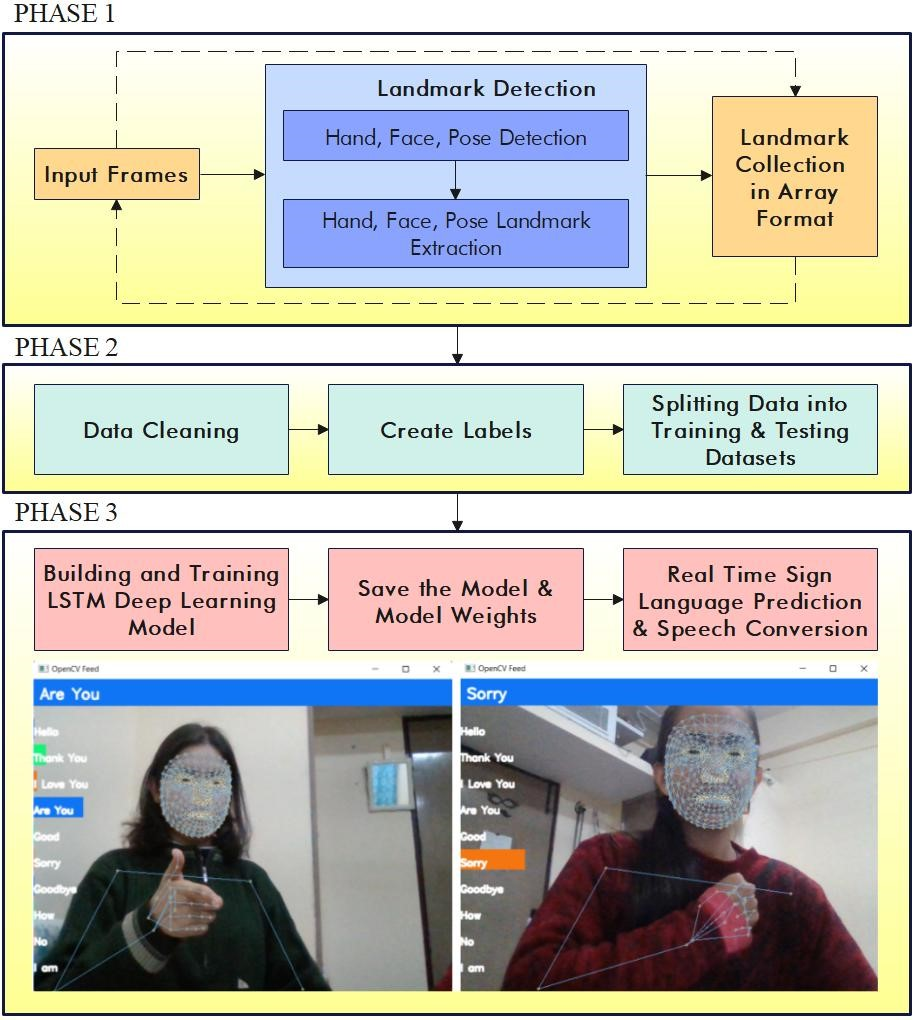 PHASE 1
Landmark Detection
Hand, Face, Pose Detection
Input Frames
Hand, Face, Pose Landmark
Extraction
Landmark
Collection
in Array
Format
PHASE 2
Data Cleaning
Create Labels
Splitting Data into
Training & Testing
Datasets
PHASE 3
Building and Training
LSTM Deep Learning
Model
Save the Model &
Model Weights
Real Time Sign
Language Prediction
& Speech Conversion
OpenCV Feed
Are You
Hello
Thank You
I Love You
Are You
Good
Sorry
Goodbye
How
No
I am
OpenCV Feed
Sorry
Hello
Thank You
I Love You
Are You
Good
Sorry
Goodbye
How
No
I am